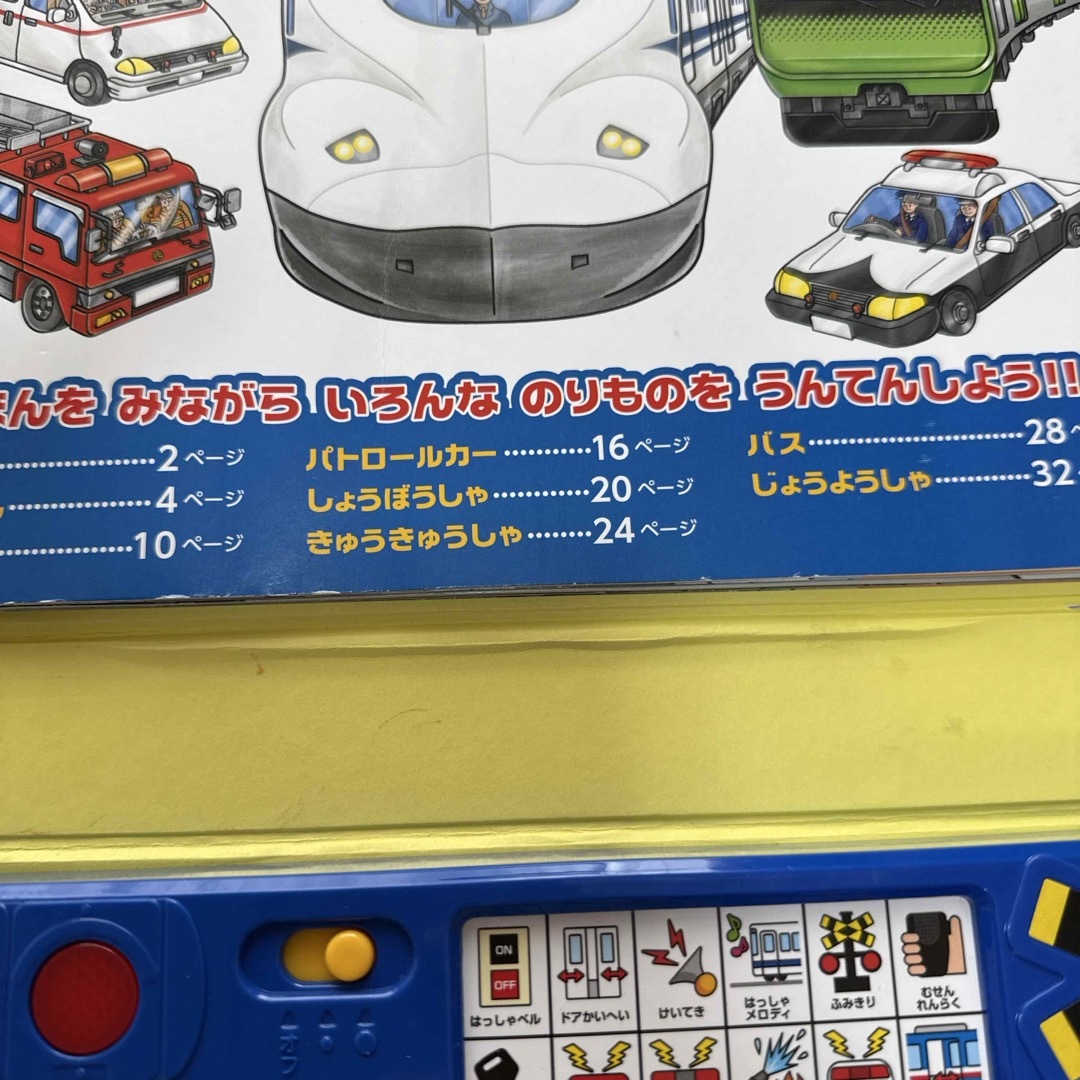 んを みながら いろんな のりものを うんてんしよう!!
2ページ
4ページ
10ページ
パトロールカー 16ページ
しょうぼうしゃ 20ページ
きゅうきゅうしゃ 24ページ
バス 28
じょうようしゃ 32
ON
OFF
はっしゃベル
ドアかいへい
けいてき
はっしゃ
メロディ
ふみきり
むせん
れんらく